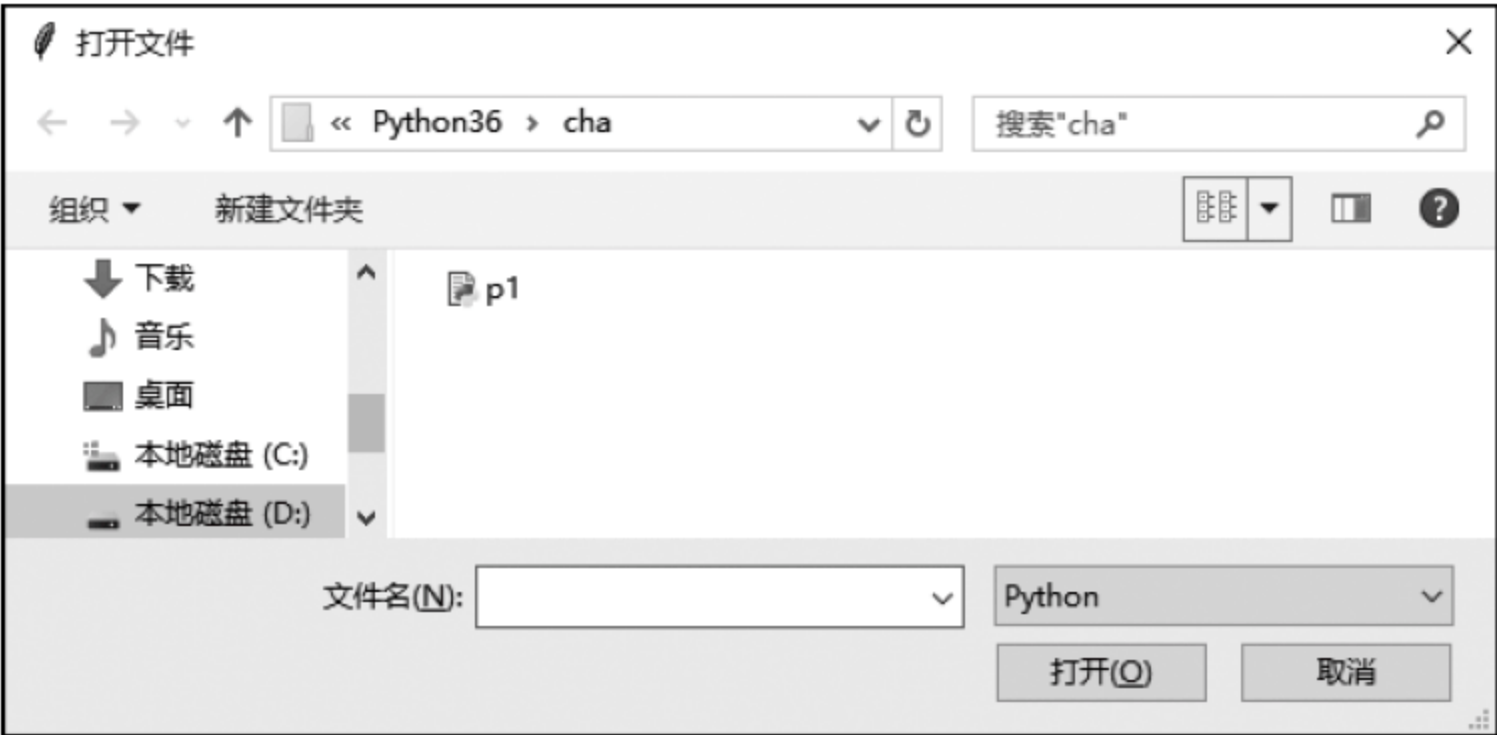 打开文件
« Python36 › cha 搜索"cha"
组织 新建文件夹
下载
p1
音乐
桌面
本地磁盘 (C:)
本地磁盘 (D:)
文件名(N): Python
打开(O) 取消